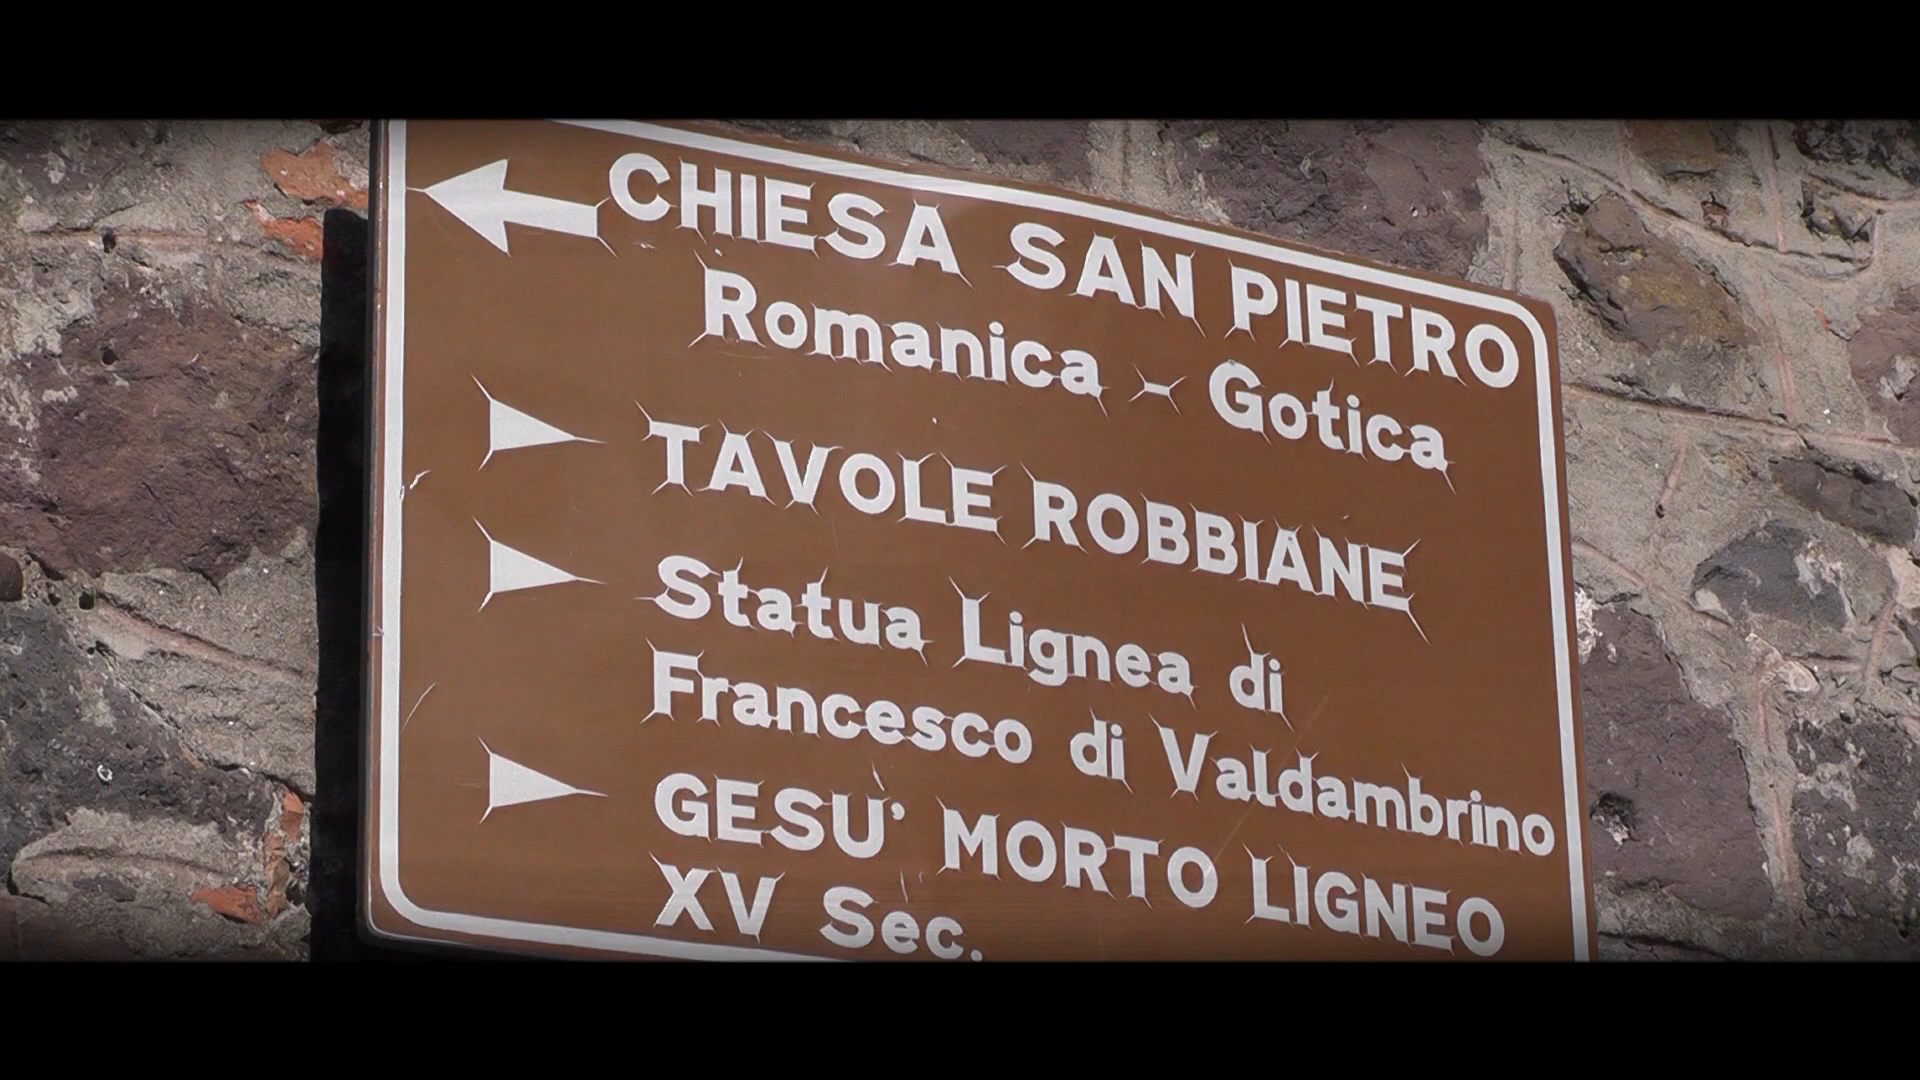 CHIESA SAN PIETRO
Romanica - Gotica
TAVOLE ROBBIANE
Statua Lignea di
Francesco di Valdambrino
GESU' MORTO LIGNEO
XV Sec.